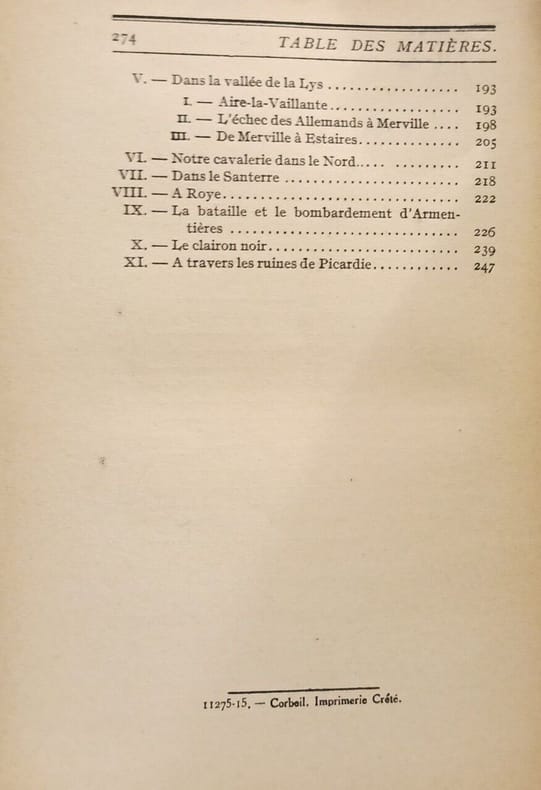 274 TABLE DES MATIÈRES.
V. — Dans la vallée de la Lys .................. 193
I. — Aire-la-Vaillante.................. 193
II. — L'échec des Allemands à Merville .... 198
III. — De Merville à Estaires.............. 205
VI. — Notre cavalerie dans le Nord.... ......... 211
VII. — Dans le Santerre ........................ 218
VIII. — A Roye................................ 222
IX. — La bataille et le bombardement d'Armen-
tières ............................... 226
X. — Le clairon noir.......................... 239
XI. — A travers les ruines de Picardie............ 247
11275-15. — Corbeil. Imprimerie Crété.